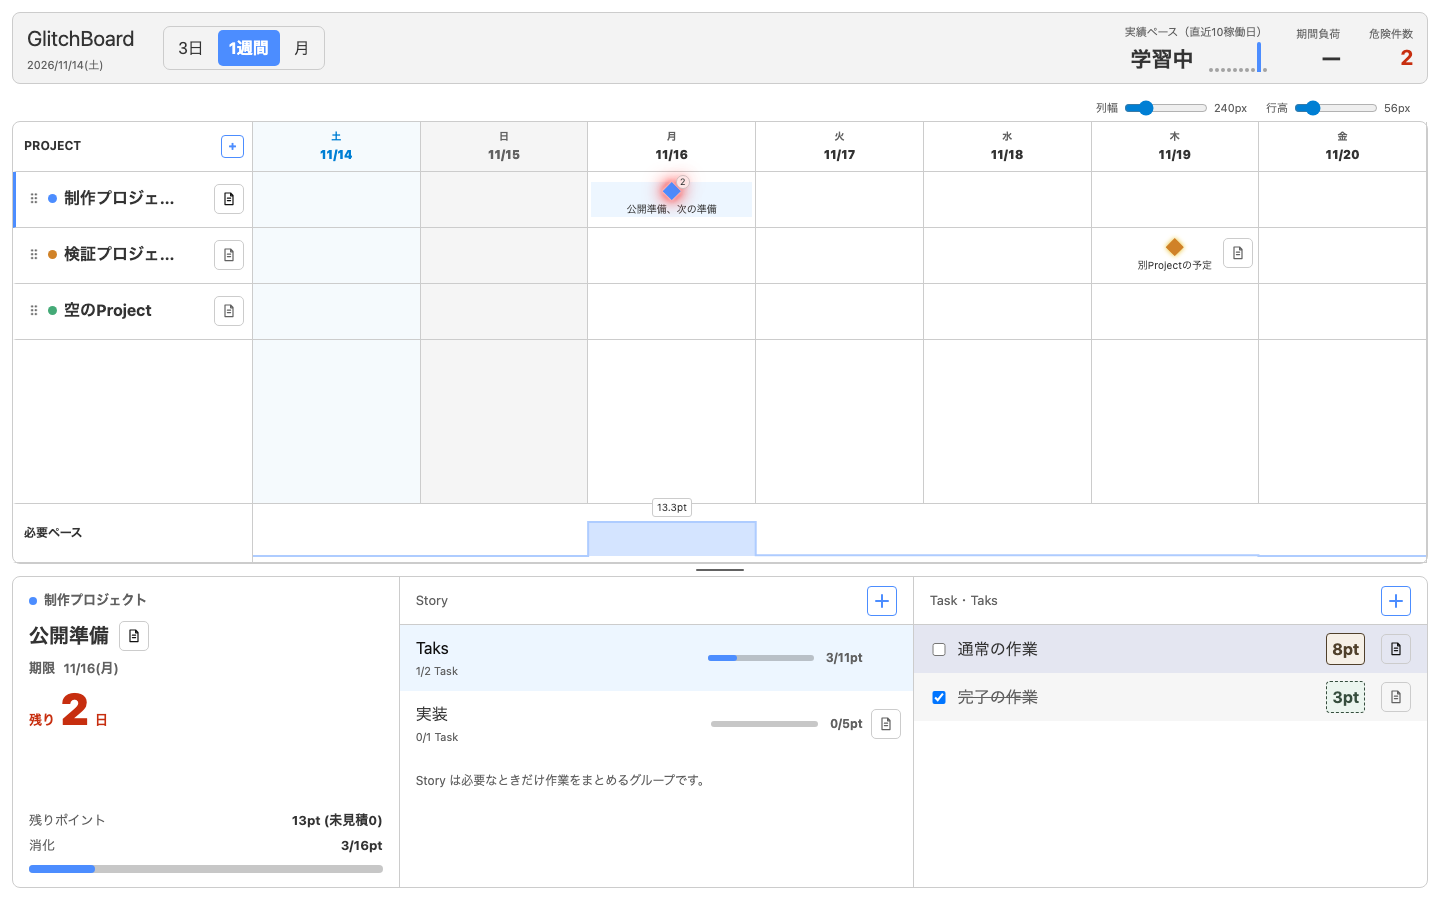 GlitchBoard
2026/11/14(土)
3日
1週間
月
実績ペース（直近10稼働日）
学習中
期間負荷
—
危険件数
2
列幅
240px
行高
56px
PROJECT
+
土
11/14
日
11/15
月
11/16
火
11/17
水
11/18
木
11/19
金
11/20
制作プロジェ...
2
公開準備、次の準備
検証プロジェ...
別Projectの予定
空のProject
必要ペース
13.3pt
制作プロジェクト
公開準備
期限 11/16(月)
残り 2 日
残りポイント
13pt (未見積0)
消化
3/16pt
Story
+
Taks
1/2 Task
3/11pt
実装
0/1 Task
0/5pt
Story は必要なときだけ作業をまとめるグループです。
Task・Taks
+
通常の作業
8pt
完了の作業
3pt